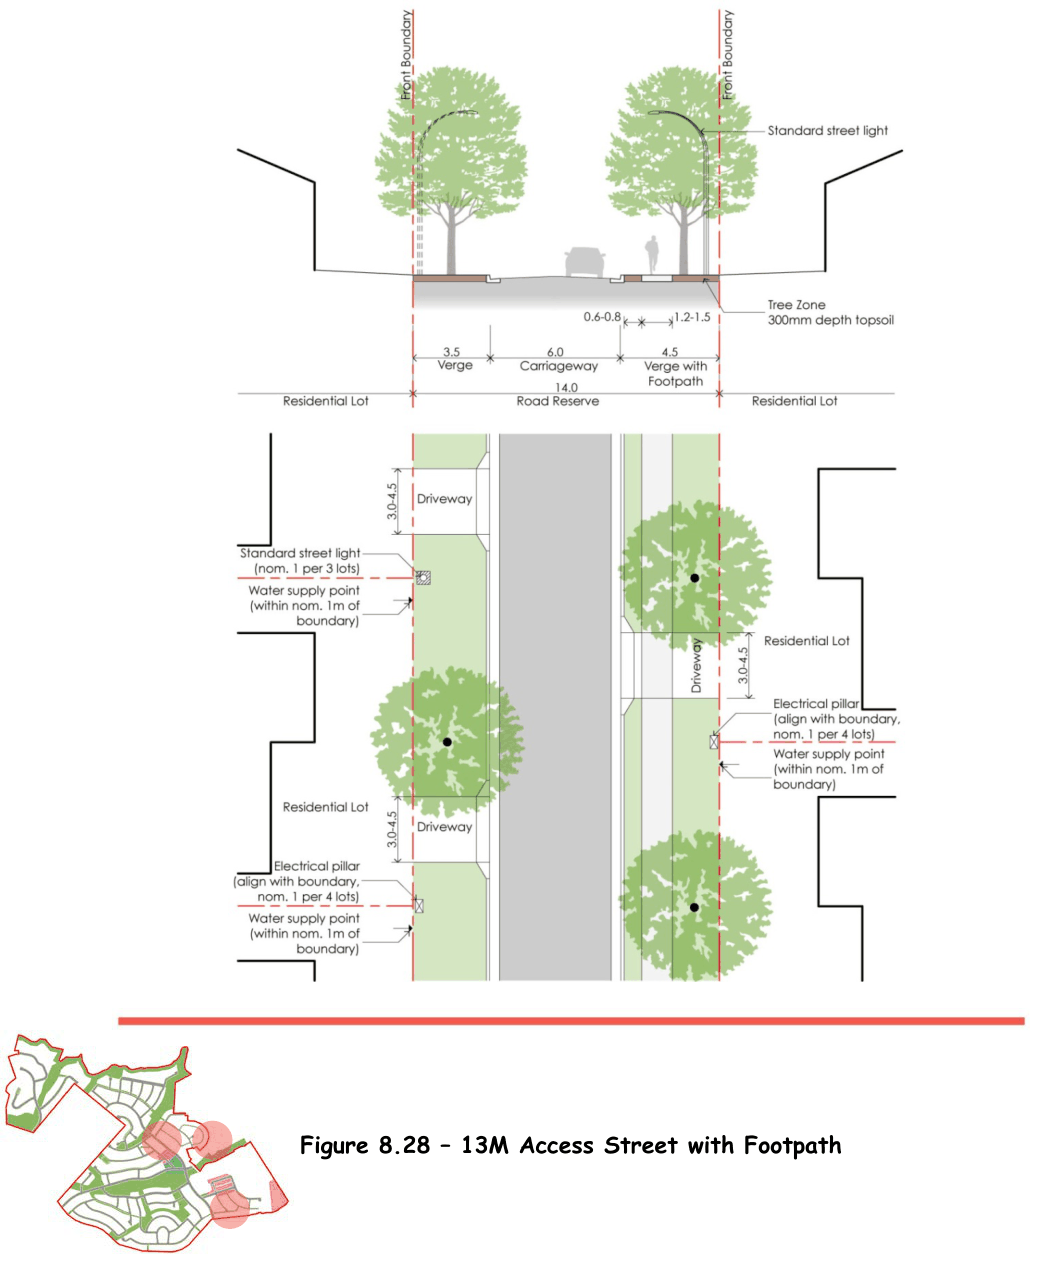 Front Boundary
Front Boundary
Standard street light
Tree Zone
300mm depth topsoil
0.6-0.8
1.2-1.5
3.5
Verge
6.0
Carriageway
4.5
Verge with
Footpath
14.0
Residential Lot
Road Reserve
Residential Lot
3.0-4.5
Driveway
Standard street light
(nom. 1 per 3 lots)
Water supply point
(within nom. 1m of
boundary)
Driveway
3.0-4.5
Residential Lot
Electrical pillar
(align with boundary,
nom. 1 per 4 lots)
Water supply point
(within nom. 1m of
boundary)
Residential Lot
3.0-4.5
Driveway
Electrical pillar
(align with boundary,
nom. 1 per 4 lots)
Water supply point
(within nom. 1m of
boundary)
Figure 8.28 – 13M Access Street with Footpath